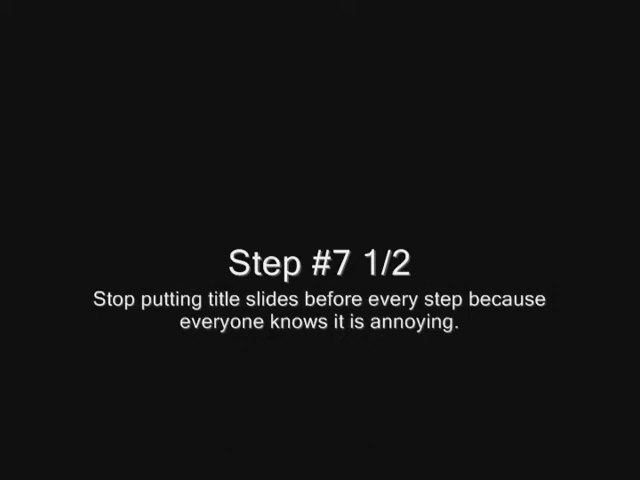 Step #7 1/2
Stop putting title slides before every step because
everyone knows it is annoying.